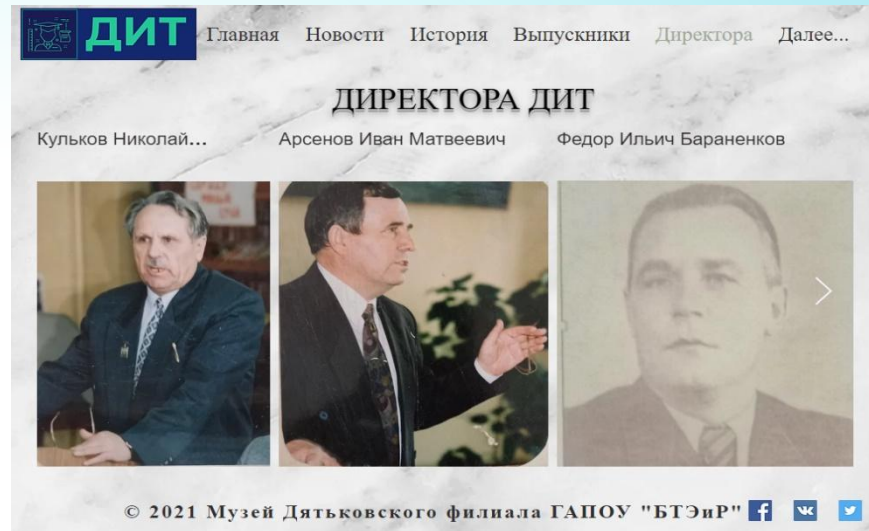 ДИТ Главная Новости История Выпускники Директора Далее...
ДИРЕКТОРА ДИТ
Кульков Николай... Арсенов Иван Матвеевич Федор Ильич Бараненков
© 2021 Музей Дятьковского филиала ГАПОУ "БТЭиР"